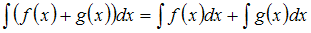 ∫(f(x)+g(x))dx = ∫f(x)dx + ∫g(x)dx